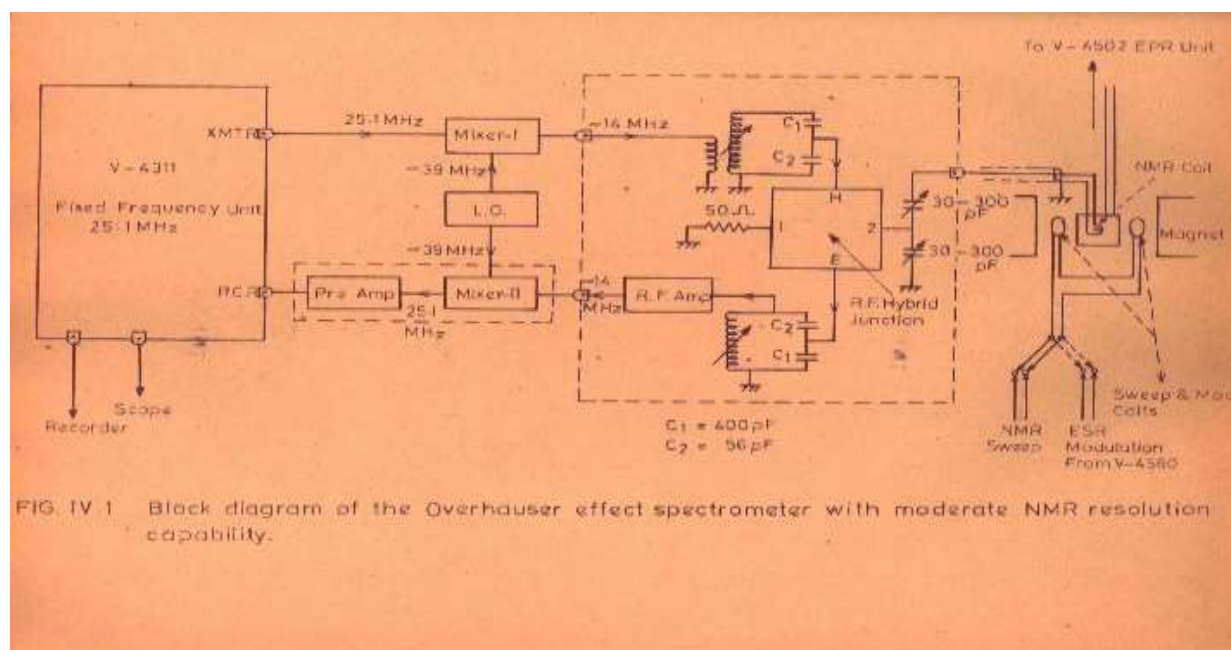 To V-4502 EPR Unit
XMTR
25.1 MHz
Mixer-I
~14 MHz
C1
C2
V-4311
Fixed Frequency Unit
25.1 MHz
~39 MHz
L.O.
~39 MHz
50Ω
H
1
2
E
30-300
pF
30-300
pF
NMR Coil
Magnet
RCR
Pre Amp
Mixer-II
25.1
MHz
~14
MHz
R.F. Amp
R.F. Hybrid
Junction
C2
C1
Recorder
Scope
C1 = 400 pF
C2 = 56 pF
NMR
Sweep
ESR
Modulation
From V-4560
Sweep & Mod
Coils
FIG. IV.1 Block diagram of the Overhauser effect spectrometer with moderate NMR resolution
capability.